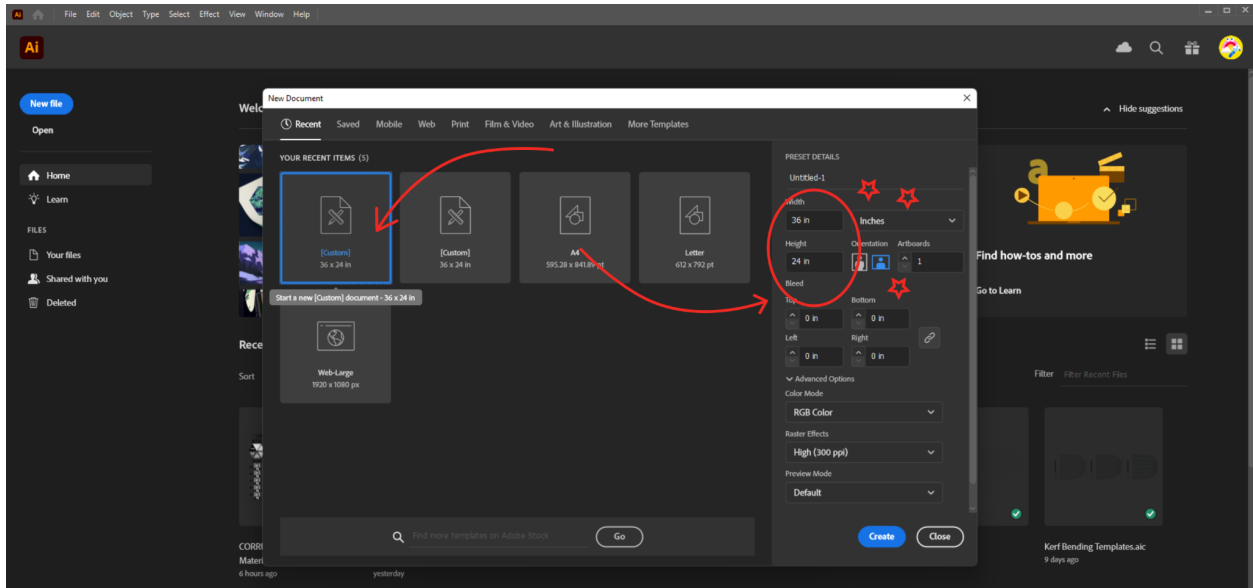 Ai File Edit Object Type Select Effect View Window Help
Ai
New file
Open
Home
Learn
FILES
Your files
Shared with you
Deleted
Hide suggestions
New Document
Recent Saved Mobile Web Print Film & Video Art & Illustration More Templates
YOUR RECENT ITEMS (5)
[Custom]
36 x 24 in
[Custom]
36 x 24 in
A4
595.28 x 841.89 pt
Letter
612 x 792 pt
Start a new [Custom] document - 36 x 24 in
Web-Large
1920 x 1080 px
Find more templates on Adobe Stock
Go
PRESET DETAILS
Untitled-1
Width
36 in Inches
Height Orientation Artboards
24 in 1
Bleed
Top Bottom
0 in 0 in
Left Right
0 in 0 in
Advanced Options
Color Mode
RGB Color
Raster Effects
High (300 ppi)
Preview Mode
Default
Create Close
Find how-tos and more
Go to Learn
Sort
Filter Filter Recent Files
6 hours ago
yesterday
Kerf Bending Templates.aic
9 days ago